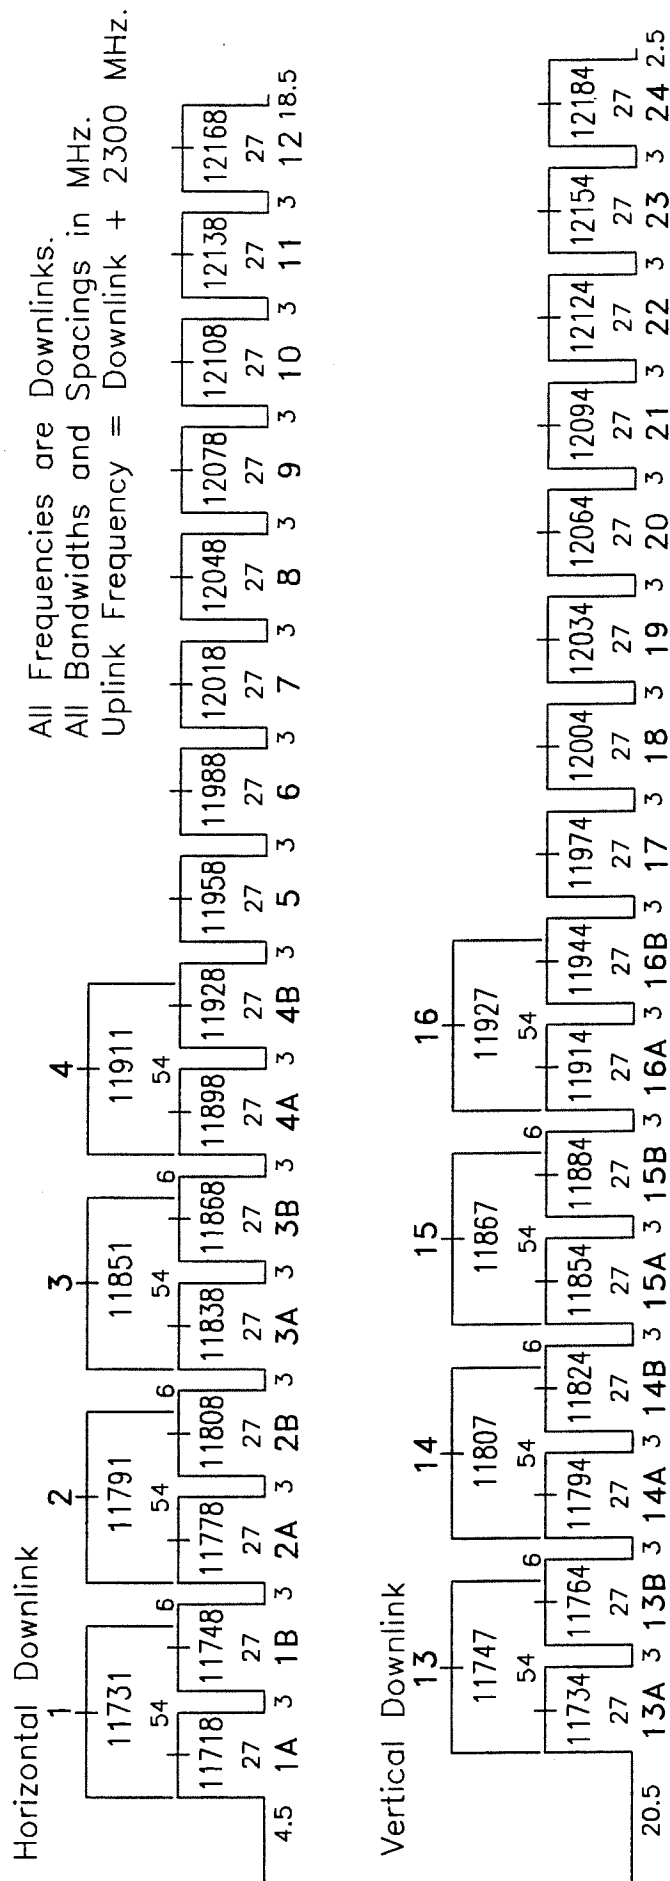 All Frequencies are Downlinks.
All Bandwidths and Spacings in MHz.
Uplink Frequency = Downlink + 2300 MHz.
Horizontal Downlink
1 2 3 4
11731 11791 11851 11911
54 6 54 6 54 6 54
11718 11748 11778 11808 11838 11868 11898 11928 11958 11988 12018 12048 12078 12108 12138 12168
27 27 27 27 27 27 27 27 27 27 27 27 27 27 27 27
4.5 1A 3 1B 3 2A 3 2B 3 3A 3 3B 3 4A 3 4B 3 5 3 6 3 7 3 8 3 9 3 10 3 11 3 12 18.5
Vertical Downlink
13 14 15 16
11747 11807 11867 11927
54 6 54 6 54 6 54
11734 11764 11794 11824 11854 11884 11914 11944 11974 12004 12034 12064 12094 12124 12154 12184
27 27 27 27 27 27 27 27 27 27 27 27 27 27 27 27
20.5 13A 3 13B 3 14A 3 14B 3 15A 3 15B 3 16A 3 16B 3 17 3 18 3 19 3 20 3 21 3 22 3 23 3 24 2.5